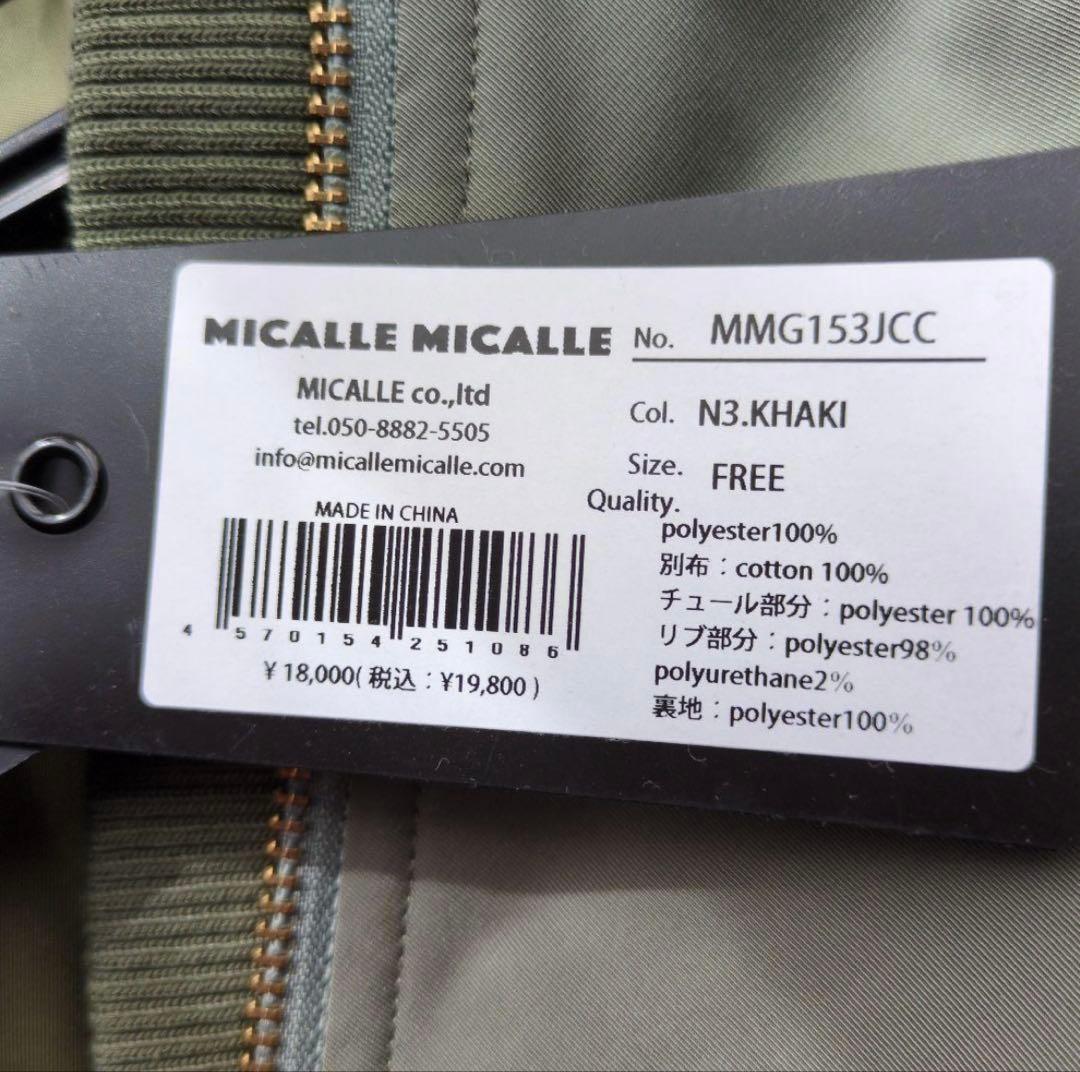 MICALLE MICALLE
MICALLE co.,ltd
tel.050-8882-5505
info@micallemicalle.com
MADE IN CHINA
4 570154 251086
¥18,000(税込:¥19,800)
No. MMG153JCC
Col. N3.KHAKI
Size. FREE
Quality.
polyester100%
別布:cotton 100%
チュール部分:polyester 100%
リブ部分:polyester98%
polyurethane2%
裏地:polyester100%